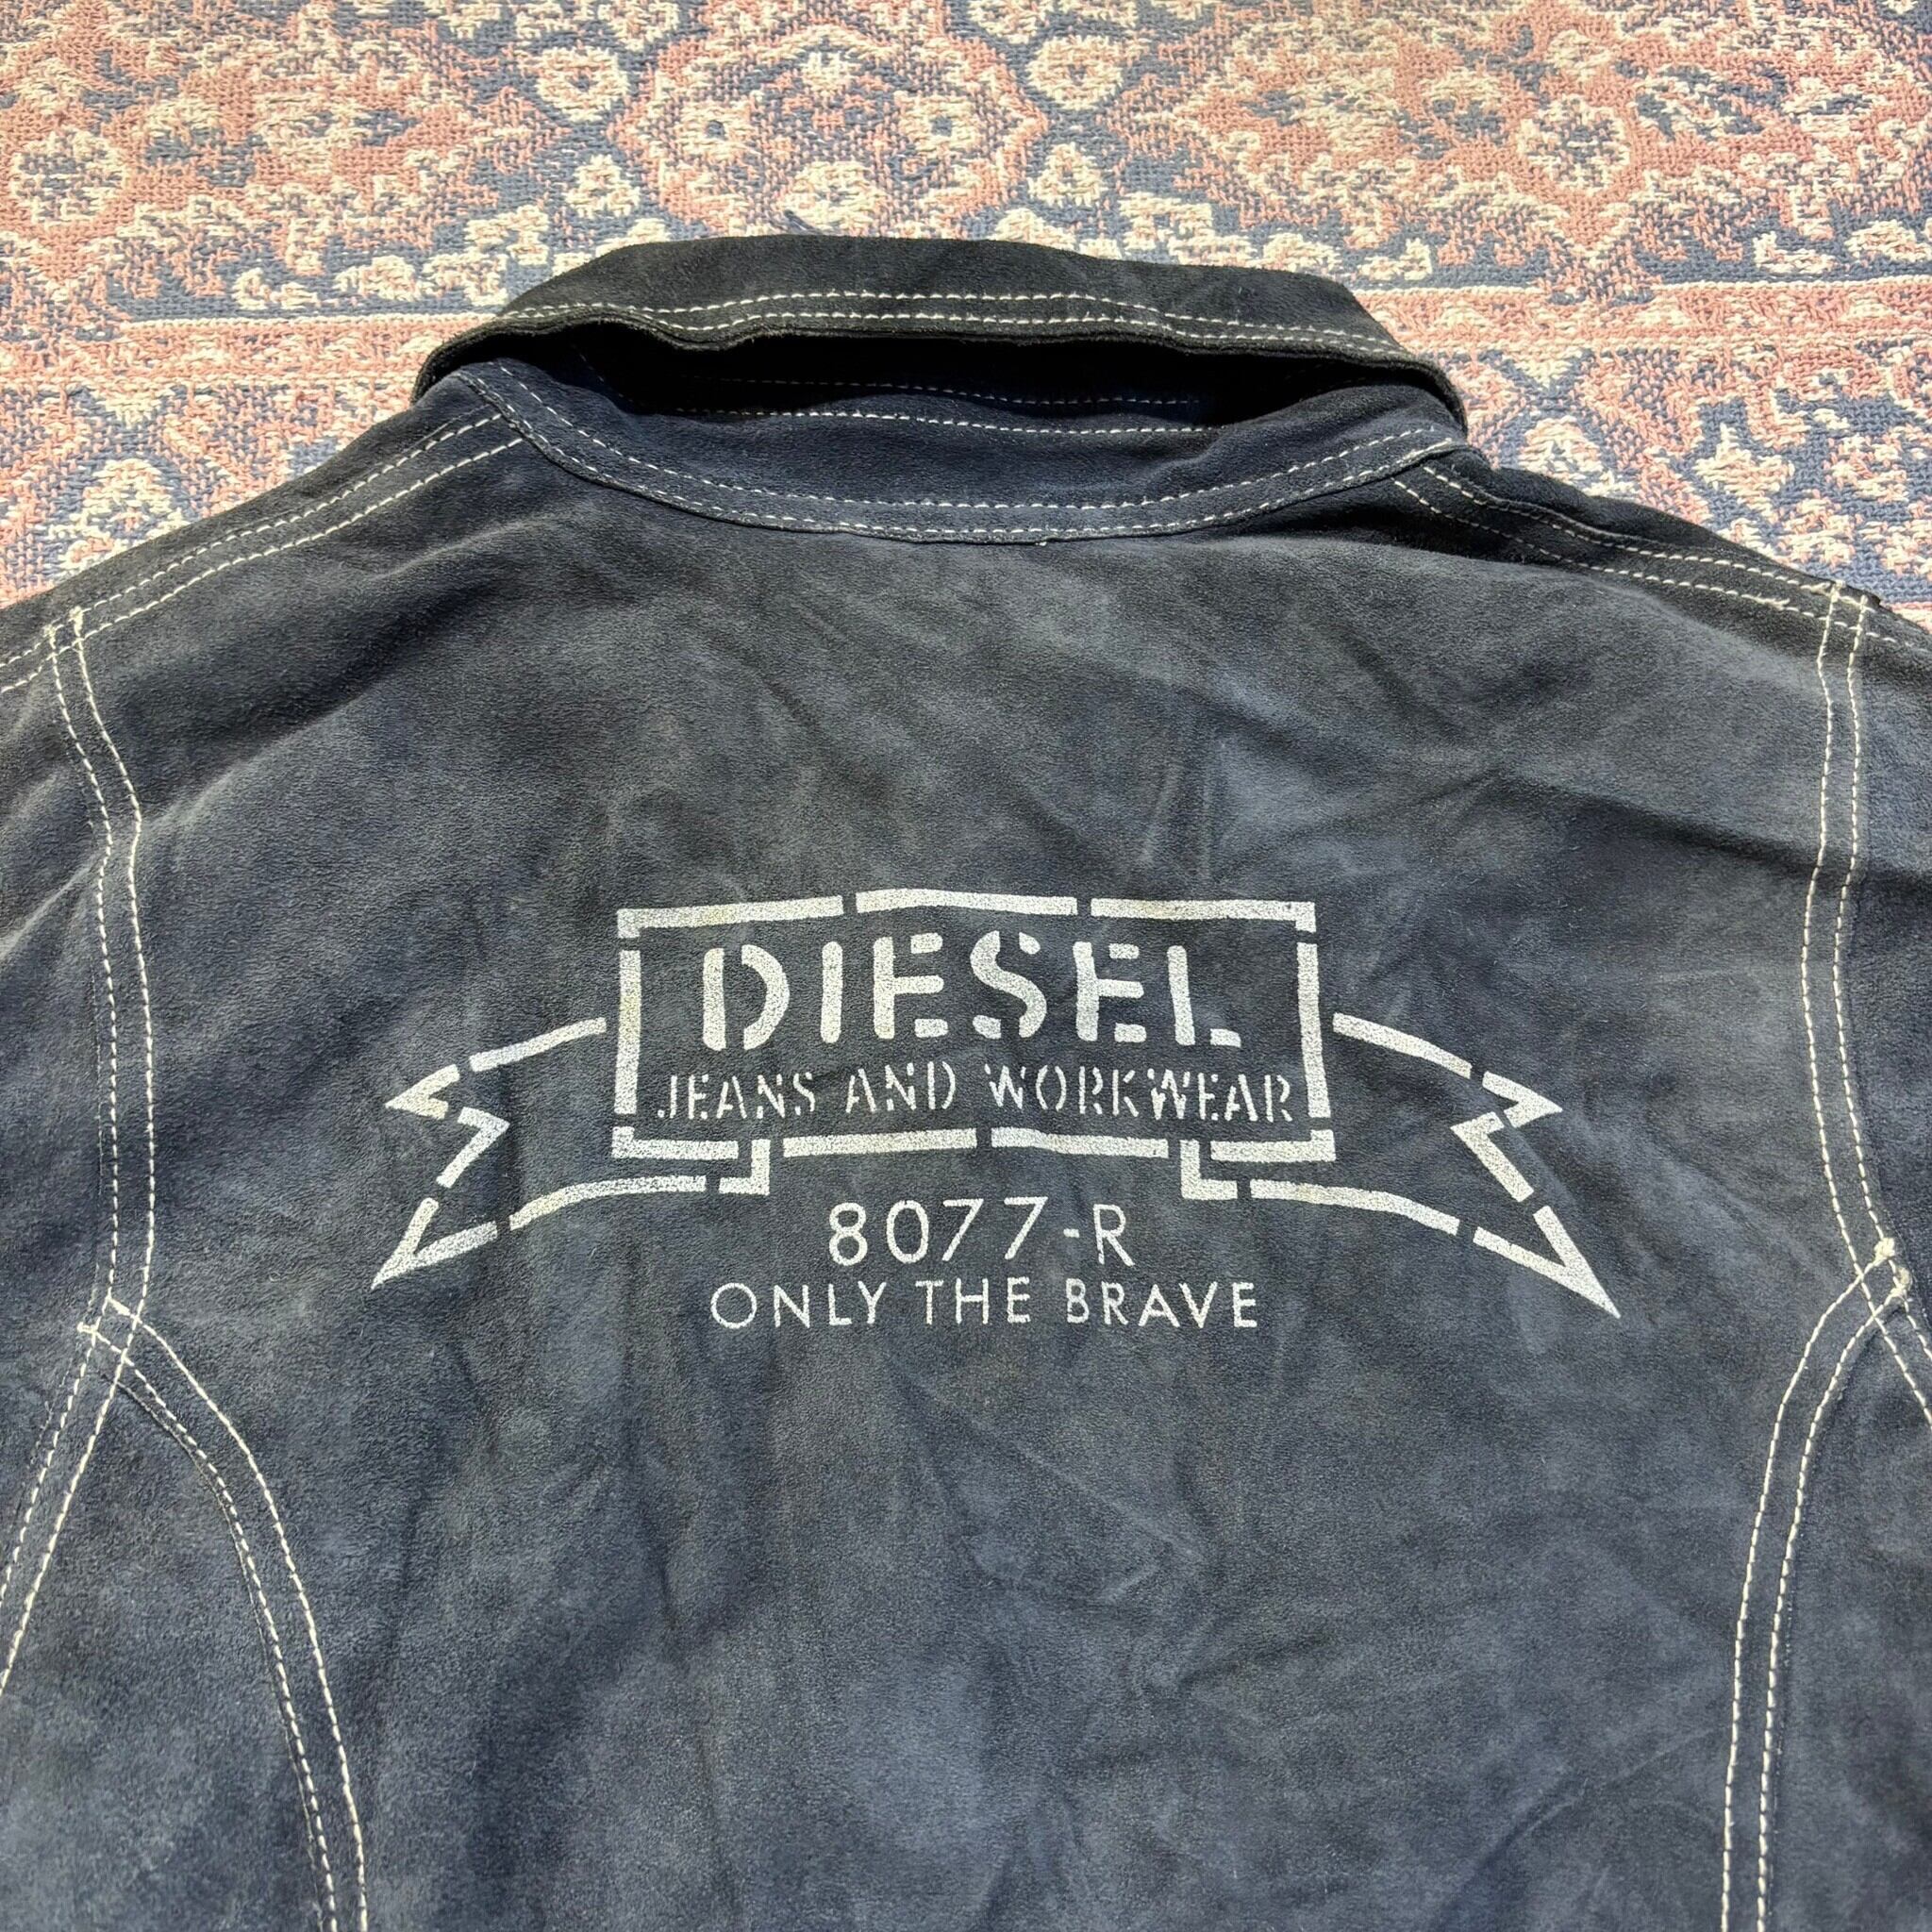 DIESEL
JEANS AND WORKWEAR
8077-R
ONLY THE BRAVE